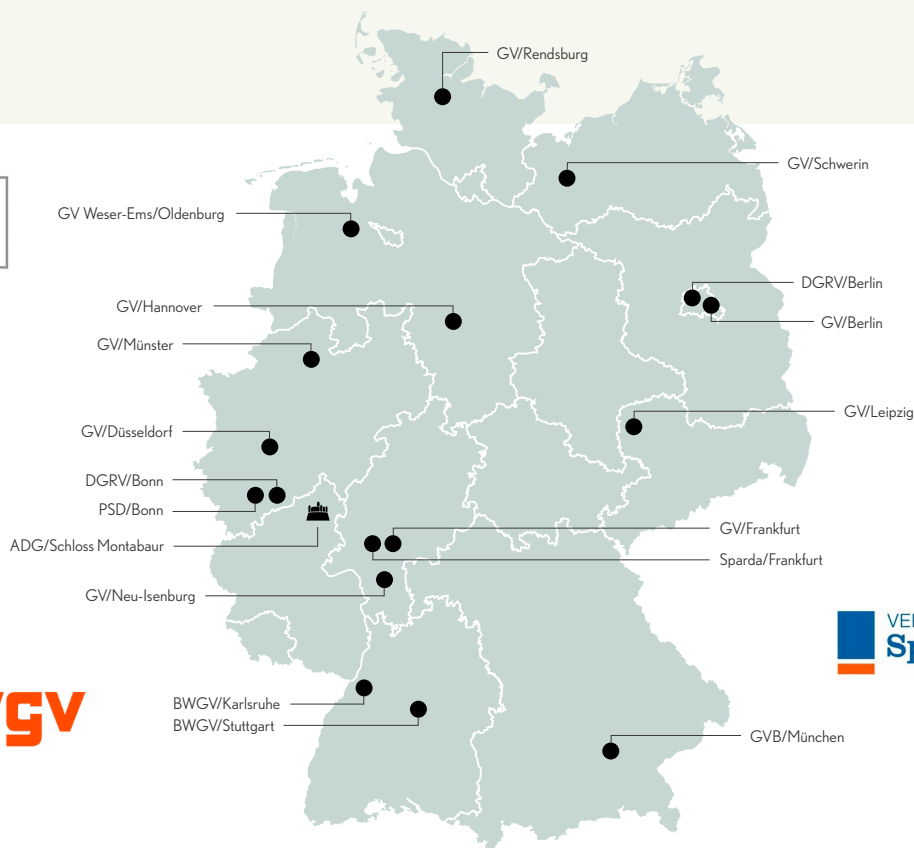 GV/Rendsburg
GV/Schwerin
GV Weser-Ems/Oldenburg
DGRV/Berlin
GV/Hannover
GV/Berlin
GV/Münster
GV/Leipzig
GV/Düsseldorf
DGRV/Bonn
PSD/Bonn
GV/Frankfurt
ADG/Schloss Montabaur
Sparda/Frankfurt
GV/Neu-Isenburg
BWGV/Karlsruhe
BWGV/Stuttgart
GVB/München